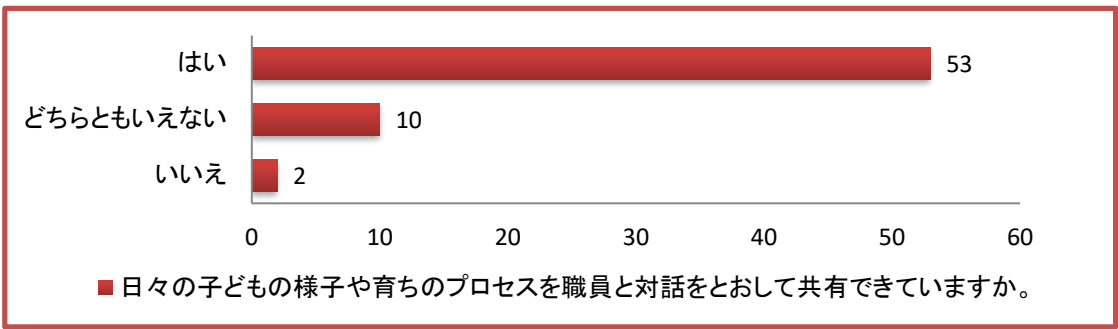 はい 53
どちらともいえない 10
いいえ 2
0 10 20 30 40 50 60
日々の子どもの様子や育ちのプロセスを職員と対話をとおして共有できていますか。